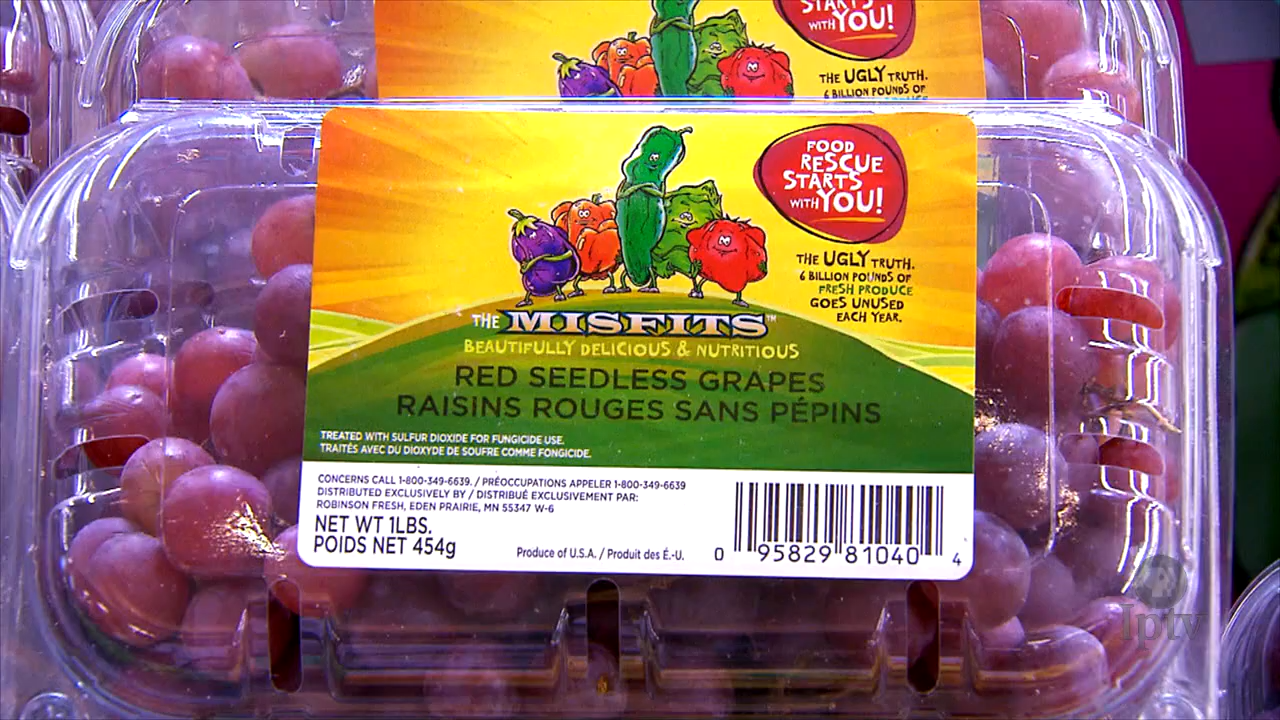 STARTS
WITH YOU!
THE UGLY TRUTH.
6 BILLION POUNDS OF
FOOD
RESCUE
STARTS
WITH YOU!
THE UGLY TRUTH.
6 BILLION POUNDS OF
FRESH PRODUCE
GOES UNUSED
EACH YEAR.
THE MISFITS™
BEAUTIFULLY DELICIOUS & NUTRITIOUS
RED SEEDLESS GRAPES
RAISINS ROUGES SANS PÉPINS
TREATED WITH SULFUR DIOXIDE FOR FUNGICIDE USE.
TRAITÉS AVEC DU DIOXYDE DE SOUFRE COMME FONGICIDE.
CONCERNS CALL 1-800-349-6639. / PRÉOCCUPATIONS APPELER 1-800-349-6639
DISTRIBUTED EXCLUSIVELY BY / DISTRIBUÉ EXCLUSIVEMENT PAR:
ROBINSON FRESH, EDEN PRAIRIE, MN 55347 W-6
NET WT 1LBS.
POIDS NET 454g
Produce of U.S.A. / Produit des É.-U.
0 95829 81040 4
Iptv